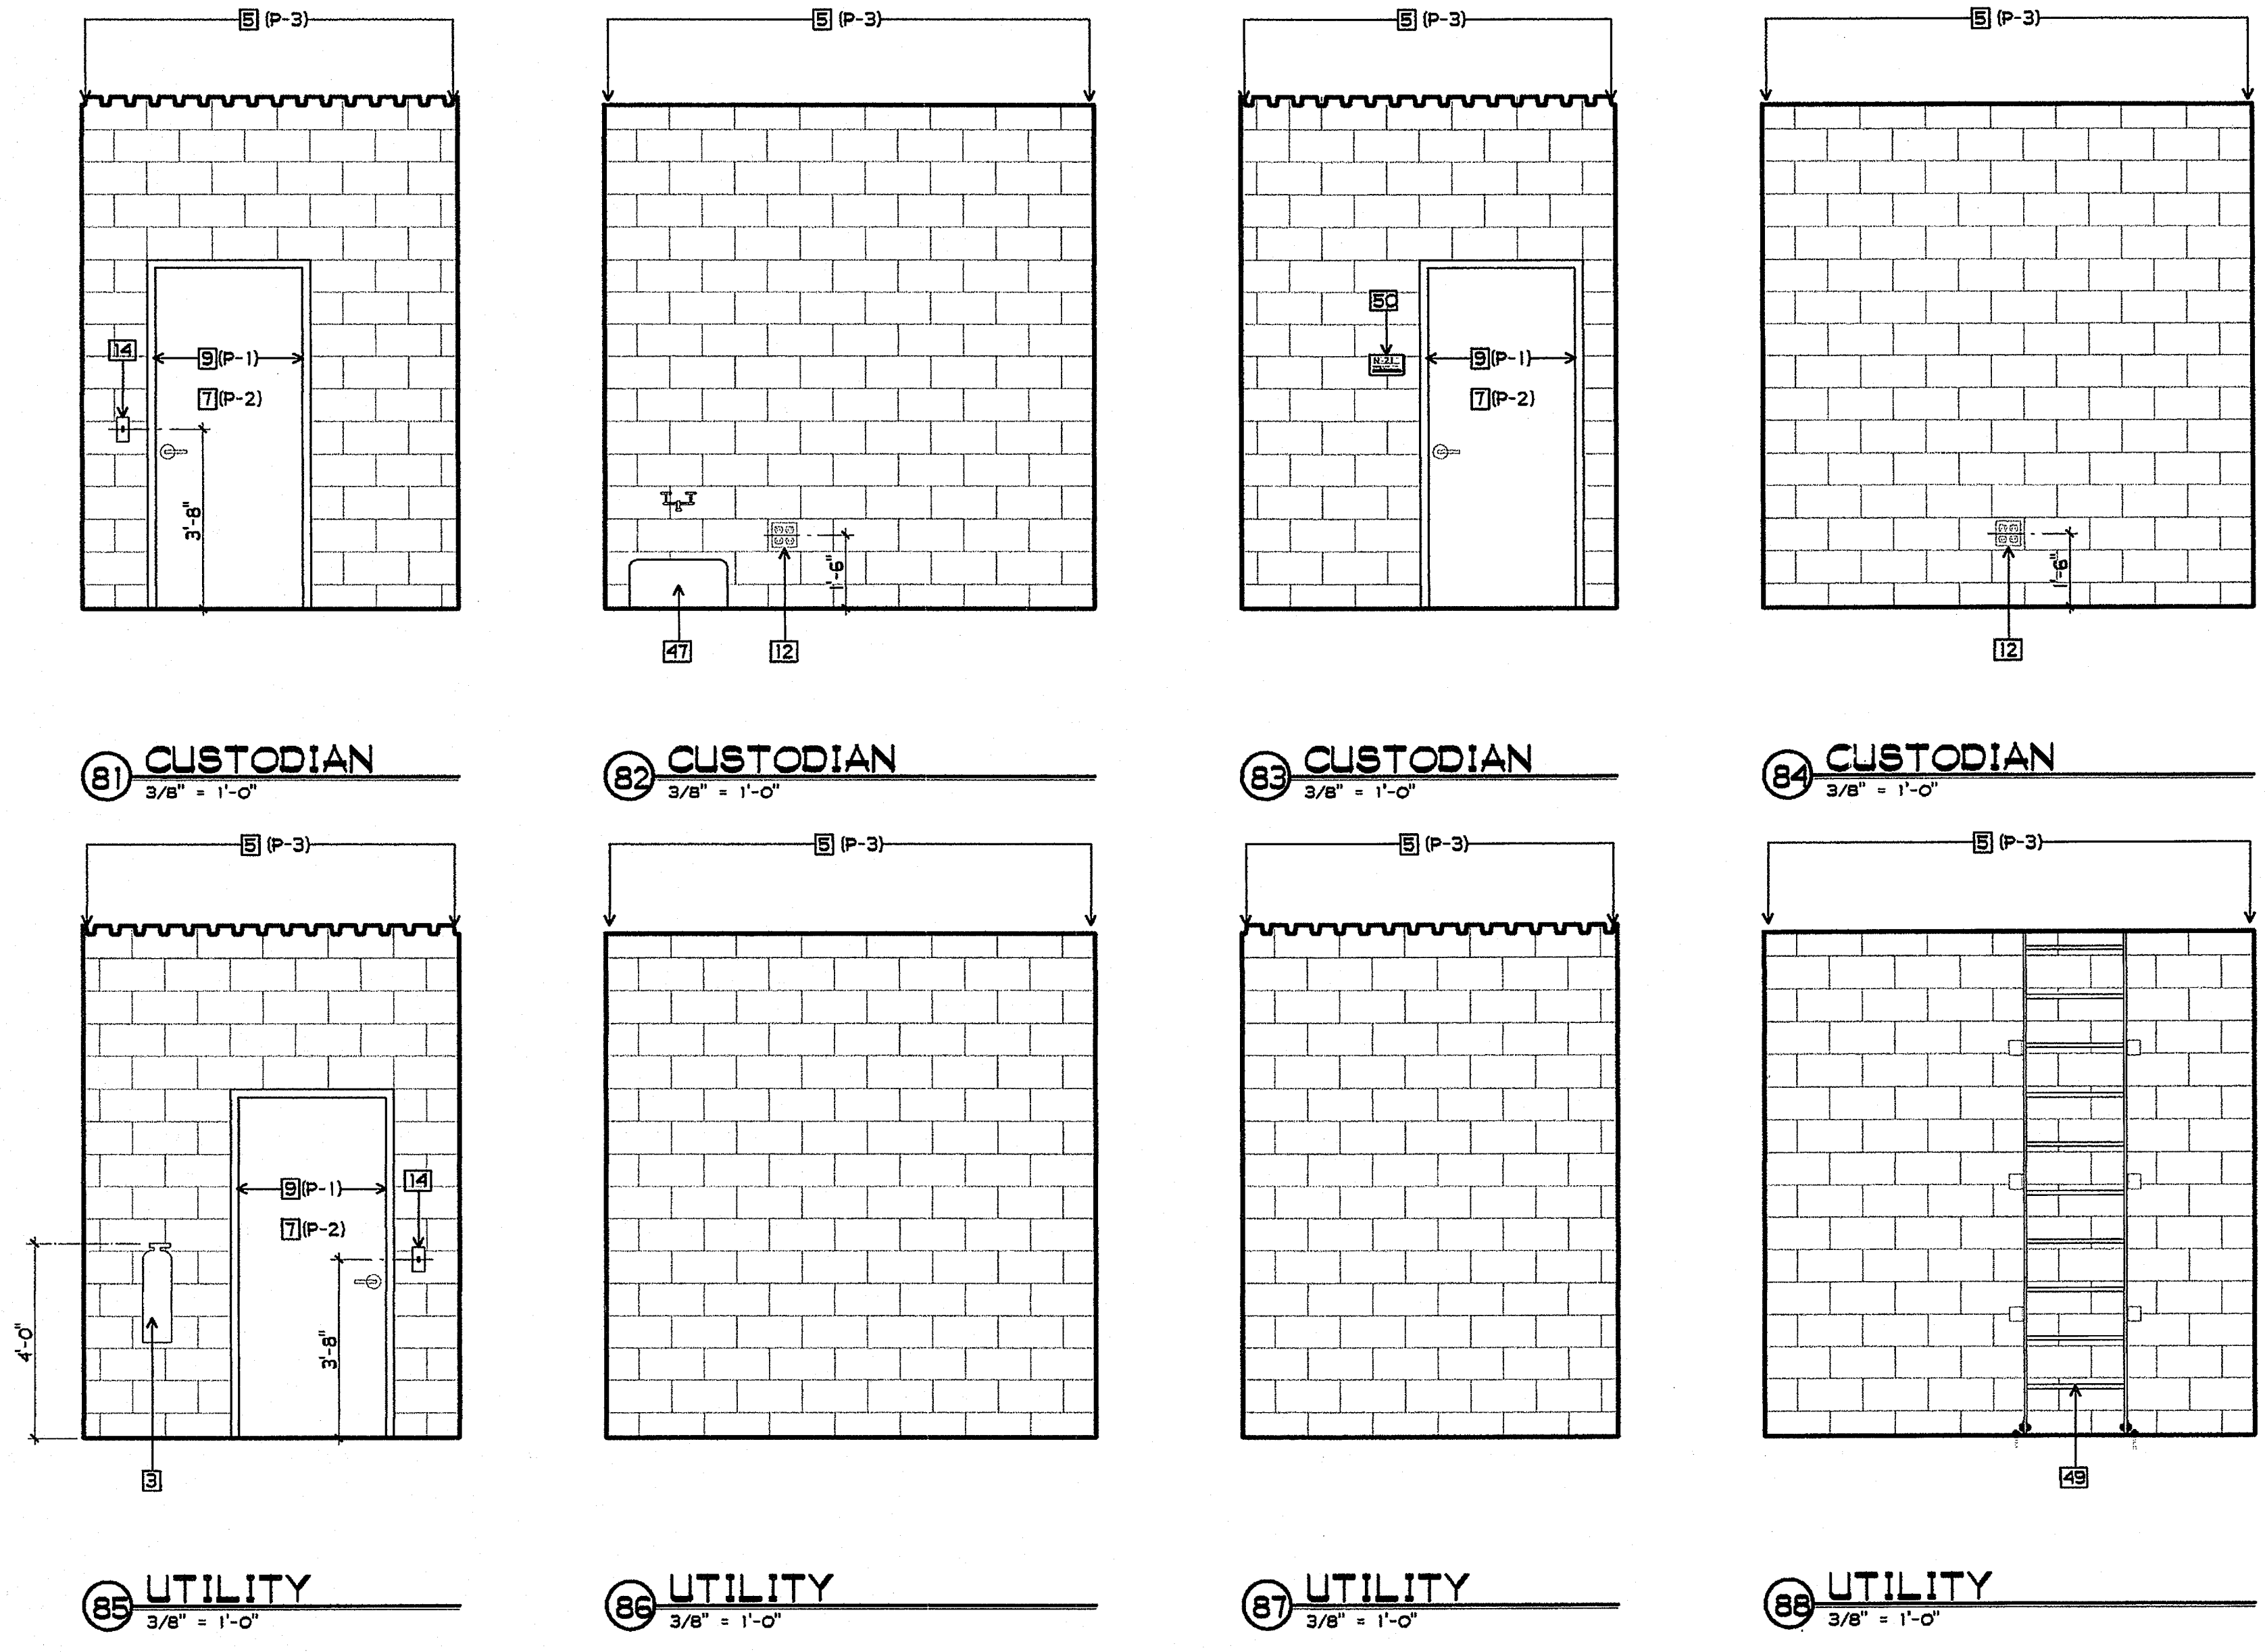 5 (P-3)
5 (P-3)
5 (P-3)
5 (P-3)
14
9 (P-1)
7 (P-2)
3'-8"
47
12
1'-6"
50
9 (P-1)
7 (P-2)
12
1'-6"
81 CUSTODIAN
3/8" = 1'-0"
82 CUSTODIAN
3/8" = 1'-0"
83 CUSTODIAN
3/8" = 1'-0"
84 CUSTODIAN
3/8" = 1'-0"
5 (P-3)
5 (P-3)
5 (P-3)
5 (P-3)
9 (P-1)
14
7 (P-2)
4'-0"
3'-8"
3
49
85 UTILITY
3/8" = 1'-0"
86 UTILITY
3/8" = 1'-0"
87 UTILITY
3/8" = 1'-0"
88 UTILITY
3/8" = 1'-0"